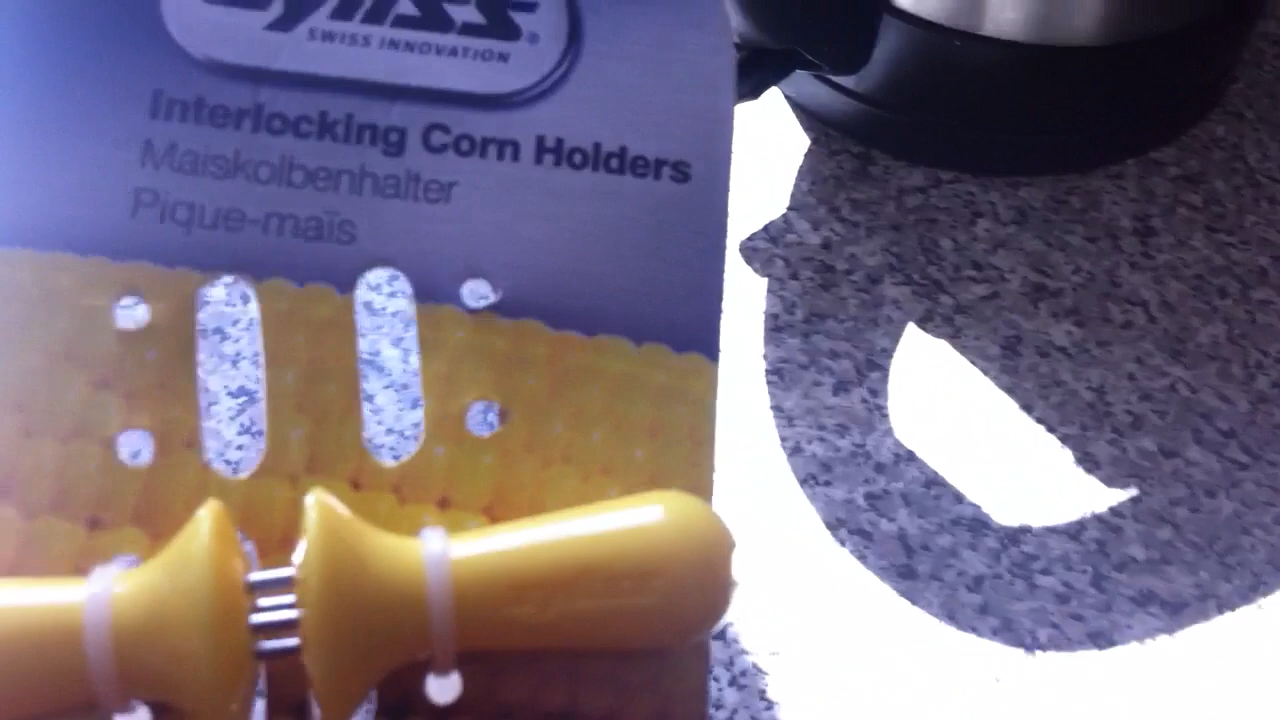 SWISS INNOVATION
Interlocking Corn Holders
Maiskolbenhalter
Pique-maïs